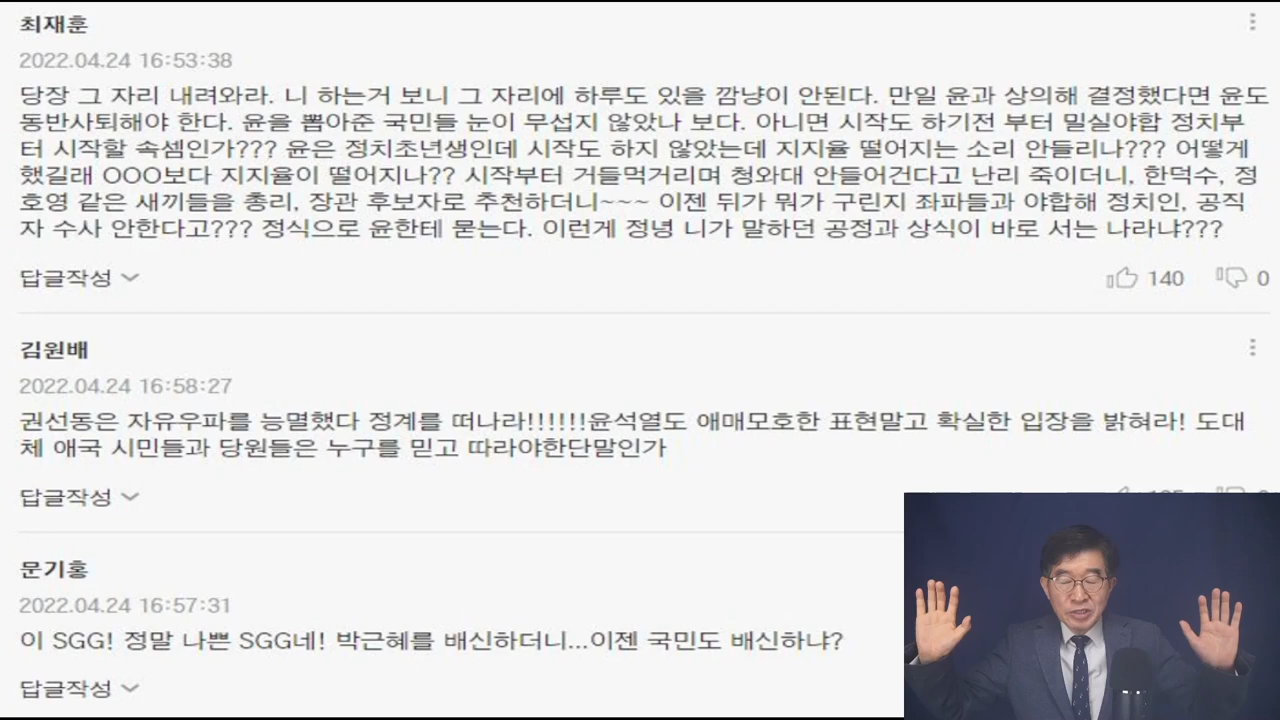 최재훈
2022.04.24 16:53:38
당장 그 자리 내려와라. 니 하는거 보니 그 자리에 하루도 있을 깜냥이 안된다. 만일 윤과 상의해 결정했다면 윤도
동반사퇴해야 한다. 윤을 뽑아준 국민들 눈이 무섭지 않았나 보다. 아니면 시작도 하기전 부터 밀실야합 정치부
터 시작할 속셈인가??? 윤은 정치초년생인데 시작도 하지 않았는데 지지율 떨어지는 소리 안들리나??? 어떻게
했길래 OOO보다 지지율이 떨어지나?? 시작부터 거들먹거리며 청와대 안들어건다고 난리 죽이더니, 한덕수, 정
호영 같은 새끼들을 총리, 장관 후보자로 추천하더니~~~ 이젠 뒤가 뭐가 구린지 좌파들과 야합해 정치인, 공직
자 수사 안한다고??? 정식으로 윤한테 묻는다. 이런게 정녕 니가 말하던 공정과 상식이 바로 서는 나라냐???
답글작성
140
0
김원배
2022.04.24 16:58:27
권선동은 자유우파를 능멸했다 정계를 떠나라!!!!!!윤석열도 애매모호한 표현말고 확실한 입장을 밝혀라! 도대
체 애국 시민들과 당원들은 누구를 믿고 따라야한단말인가
답글작성
문기홍
2022.04.24 16:57:31
이 SGG! 정말 나쁜 SGG네! 박근혜를 배신하더니...이젠 국민도 배신하냐?
답글작성